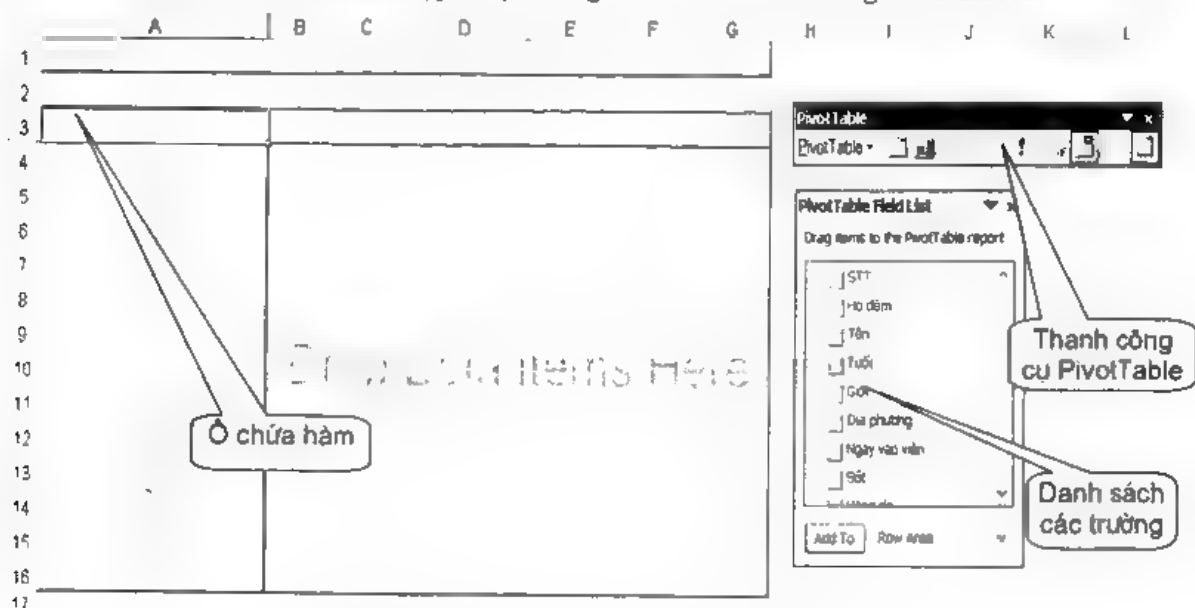 A B C D E F G H I J K L
1
2
3
4
5
6
7
8
9
10
11
12
13
14
15
16
17
Ô chứa hàm
Items Here
PivotTable
PivotTable
PivotTable Field List
Drag items to the PivotTable report
STT
Họ đệm
Tên
Tuổi
Giới
Địa phương
Ngày vào viện
Sốt
Add To Row Area
Thanh công
cụ PivotTable
Danh sách
các trường